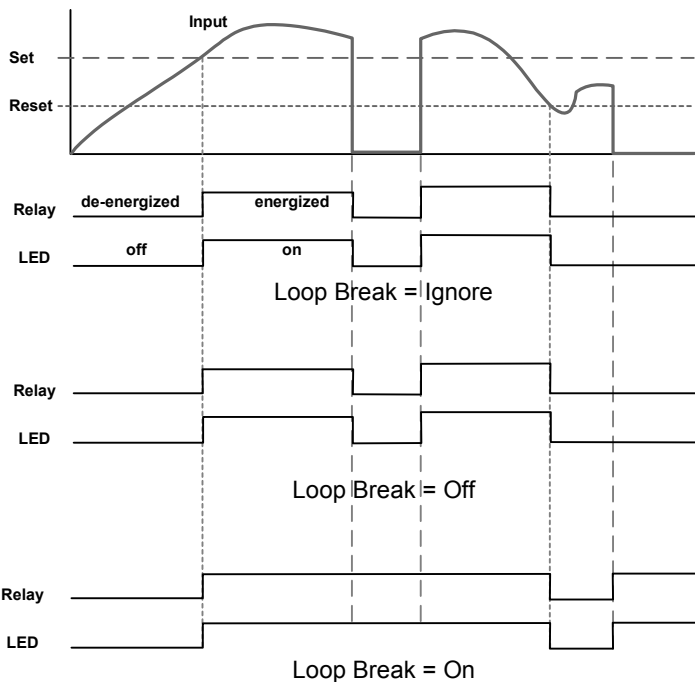 Input
Set
Reset
Relay de-energized energized
LED off on
Loop Break = Ignore
Relay
LED
Loop Break = Off
Relay
LED
Loop Break = On